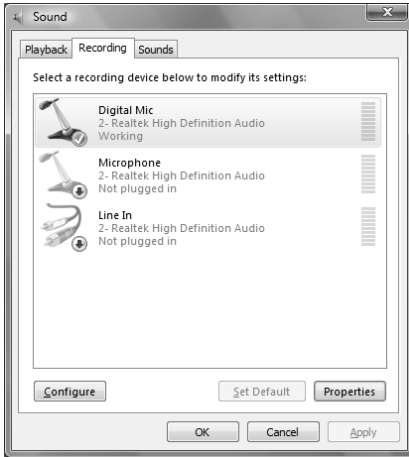 Sound
Playback Recording Sounds
Select a recording device below to modify its settings:
Digital Mic
2- Realtek High Definition Audio
Working
Microphone
2- Realtek High Definition Audio
Not plugged in
Line In
2- Realtek High Definition Audio
Not plugged in
Configure Set Default Properties
OK Cancel Apply